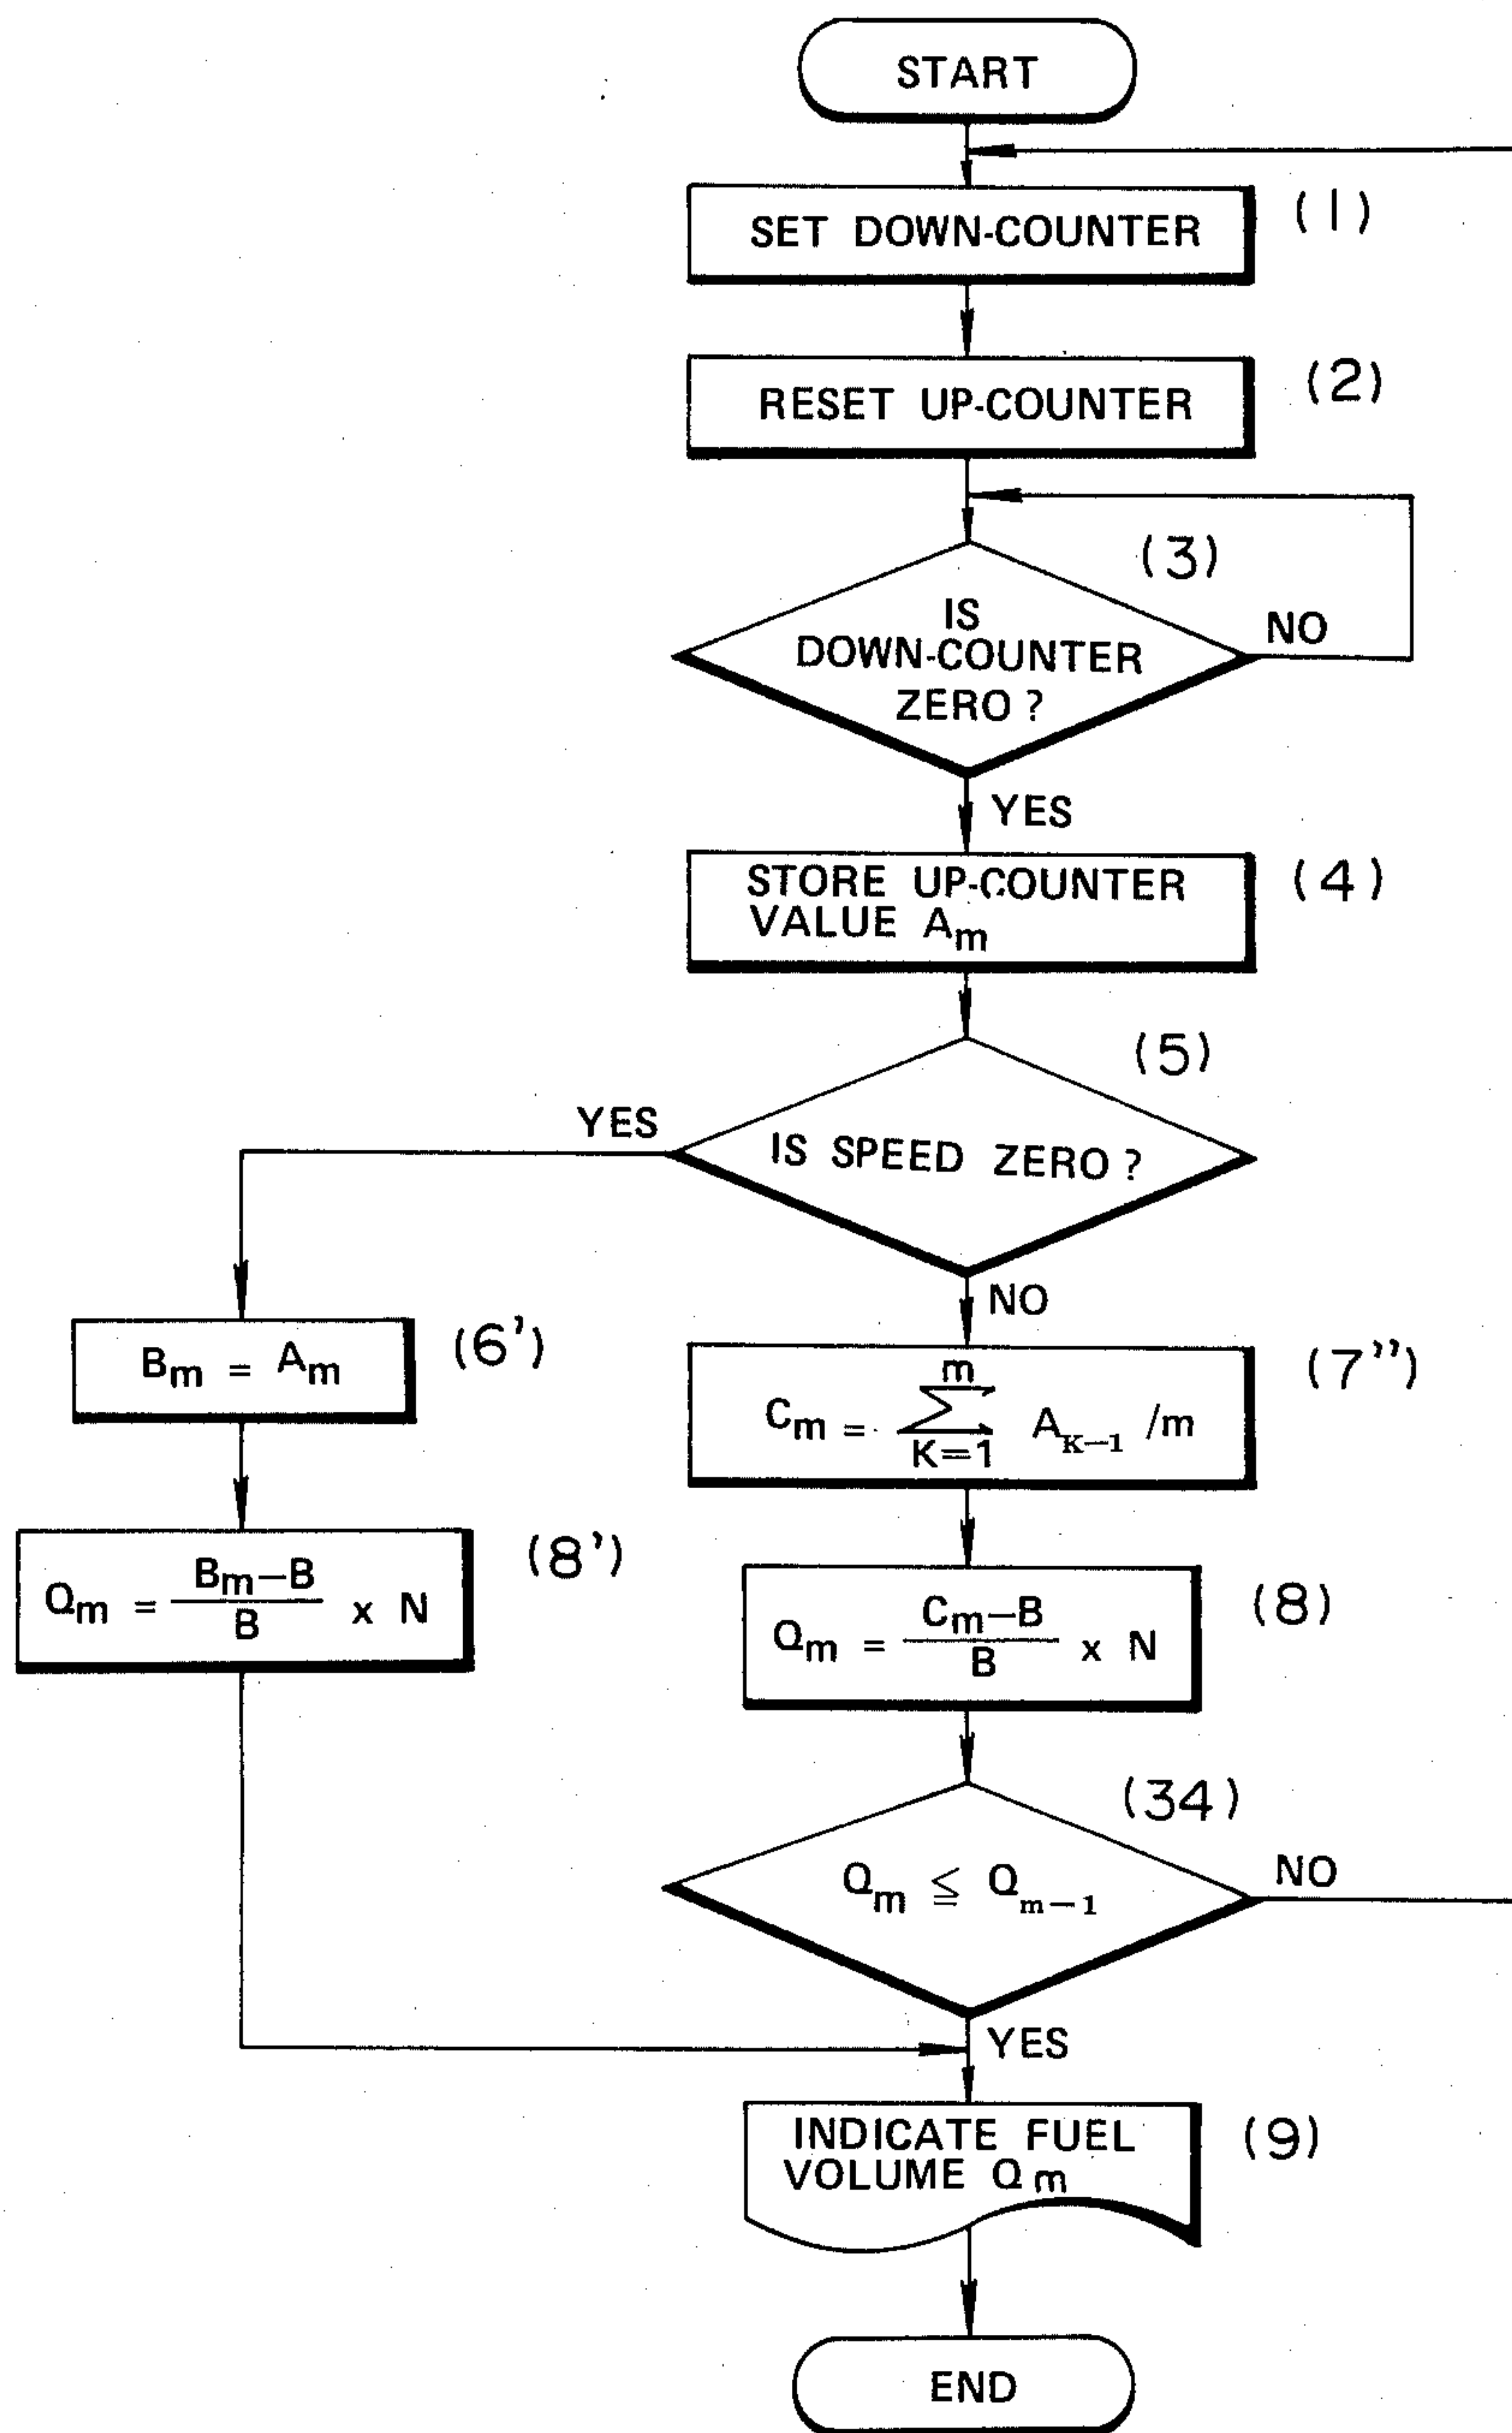 START
SET DOWN-COUNTER
(1)
RESET UP-COUNTER
(2)
(3)
IS
DOWN-COUNTER
ZERO ?
NO
YES
STORE UP-COUNTER
VALUE Am
(4)
(5)
YES
IS SPEED ZERO ?
NO
Bm = Am
(6')
Cm = m∑K=1 AK-1 /m
(7'')
Qm = Bm-B/B x N
(8')
Qm = Cm-B/B x N
(8)
(34)
Qm ≦ Qm-1
NO
YES
INDICATE FUEL
VOLUME Qm
(9)
END